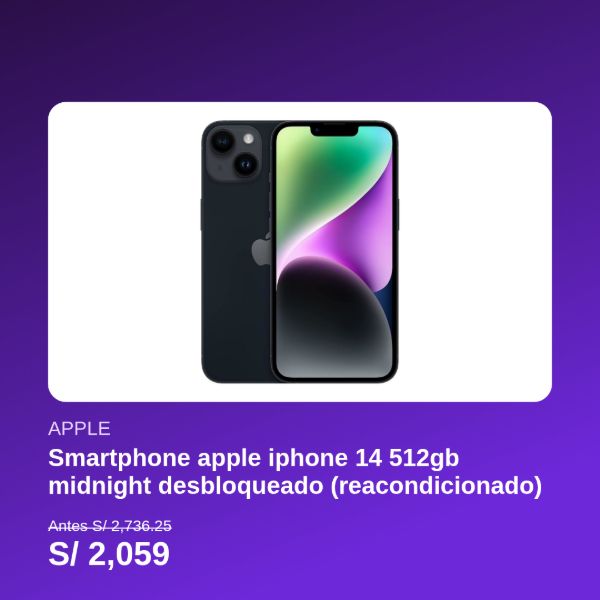 APPLE
Smartphone apple iphone 14 512gb
midnight desbloqueado (reacondicionado)
Antes S/ 2,736.25
S/ 2,059